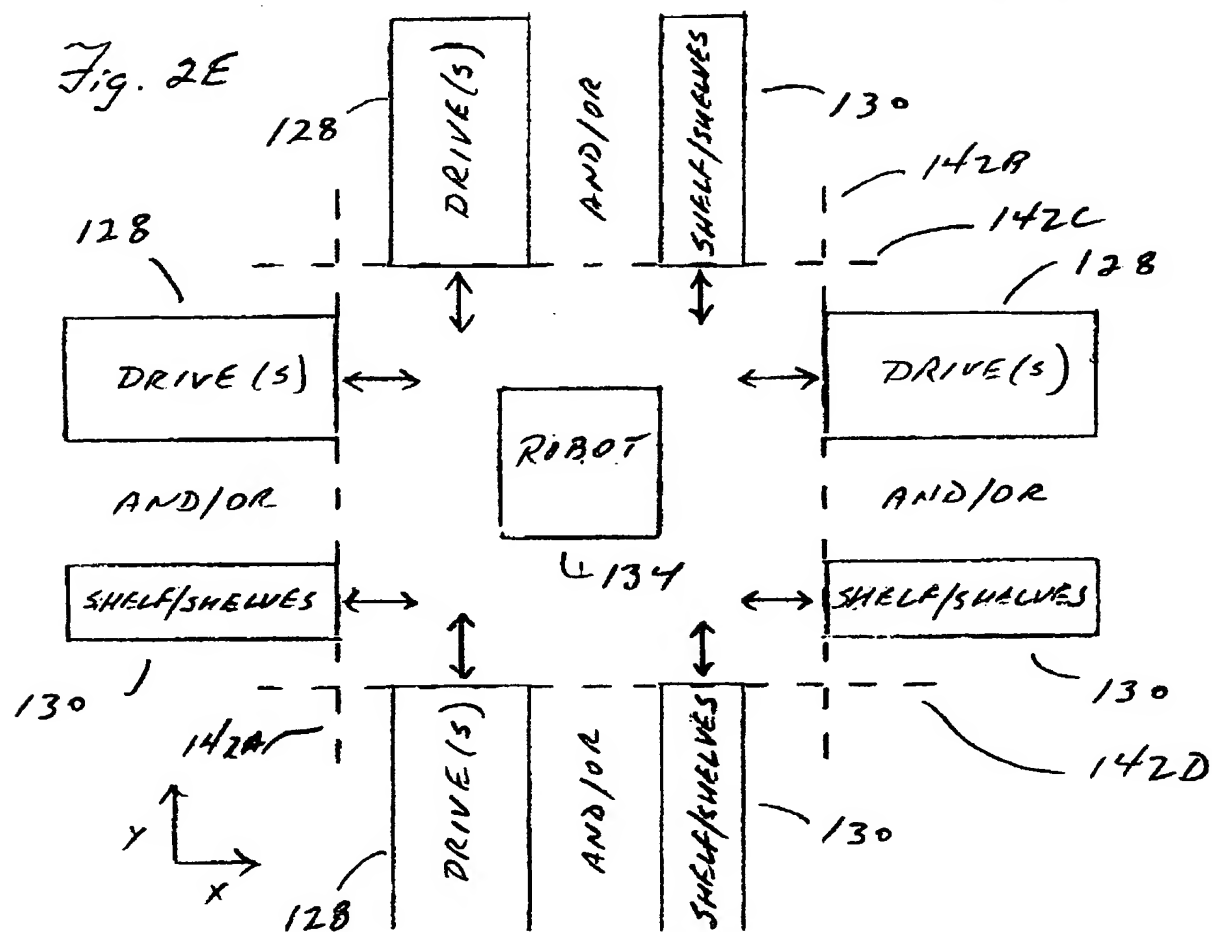 Fig. 2E
128
DRIVE(S)
AND/OR
SHELF/SHELVES
130
142B
142C
128
128
DRIVE(S)
DRIVE(S)
ROBOT
AND/OR
AND/OR
134
SHELF/SHELVES
SHELF/SHELVES
130
130
142A
142D
DRIVE(S)
AND/OR
SHELF/SHELVES
130
Y
X
128